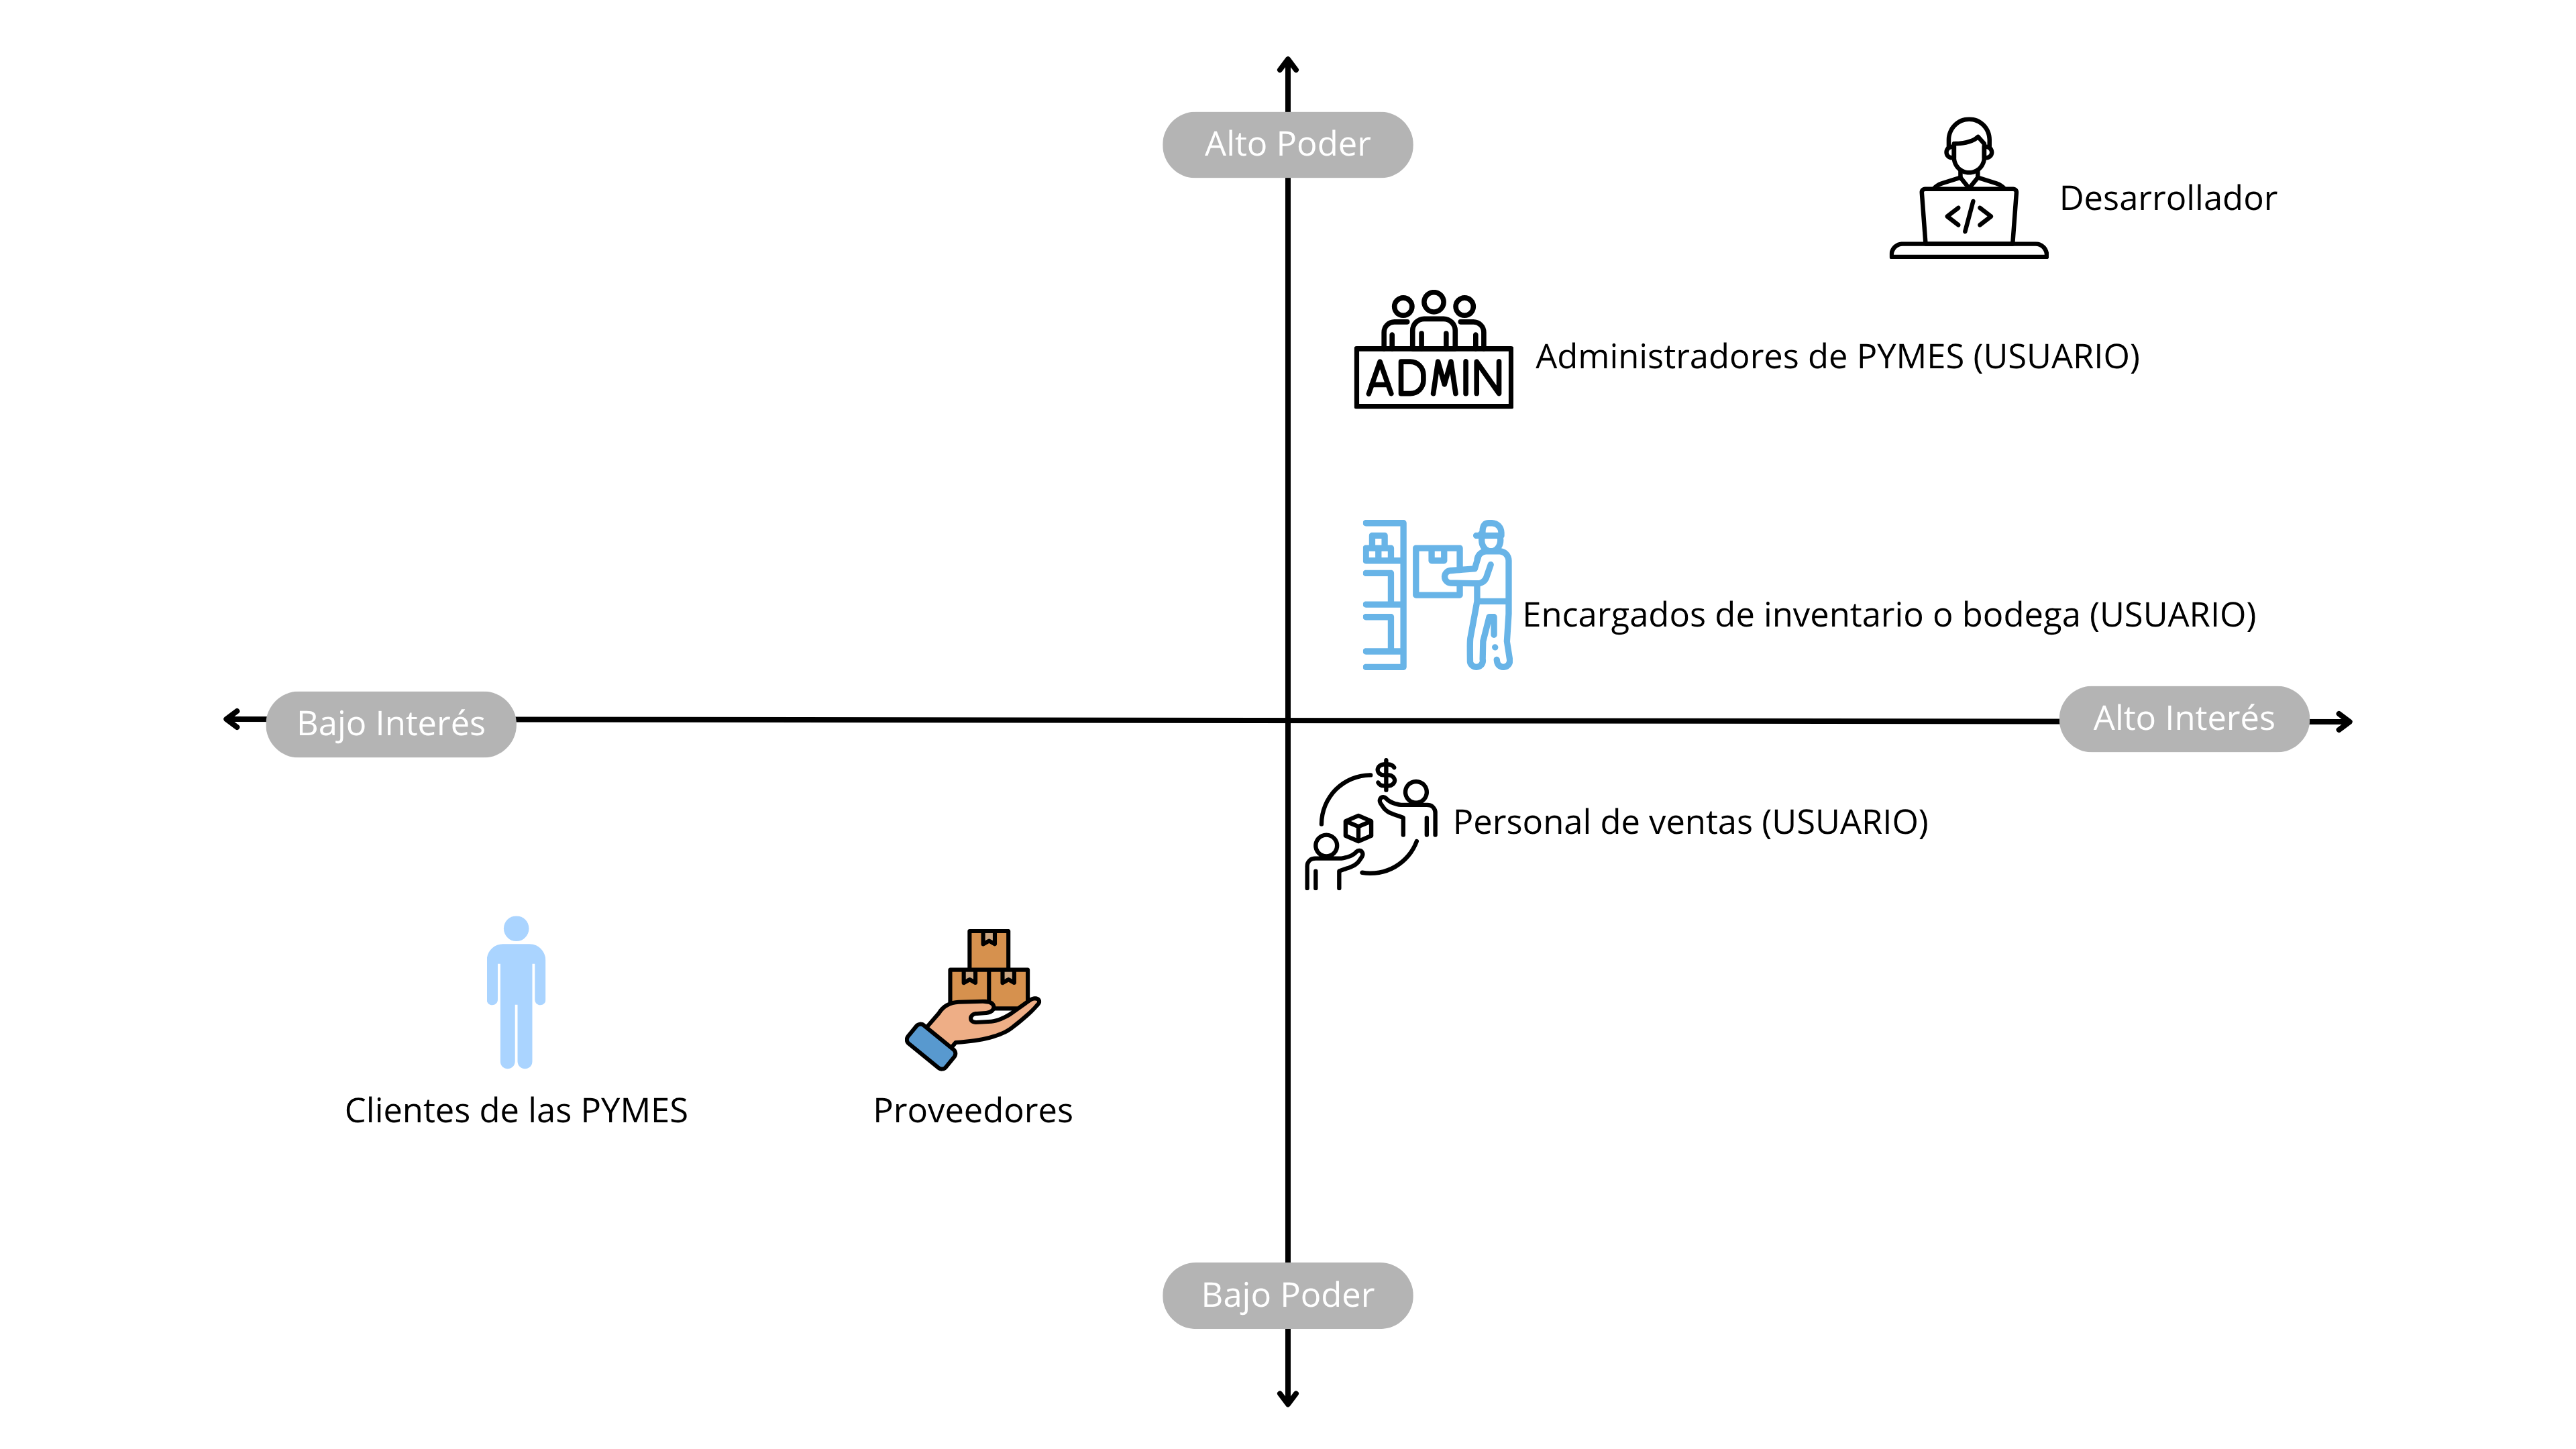 Alto Poder
Desarrollador
ADMIN
Administradores de PYMES (USUARIO)
Encargados de inventario o bodega (USUARIO)
Bajo Interés
Alto Interés
$
Personal de ventas (USUARIO)
Clientes de las PYMES
Proveedores
Bajo Poder